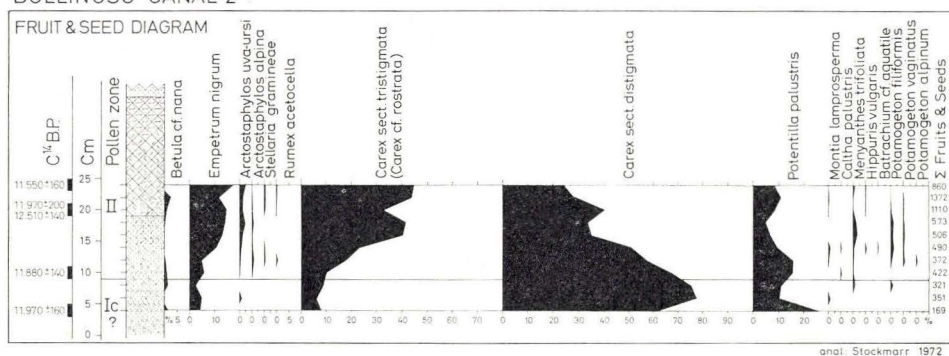 FRUIT & SEED DIAGRAM
C¹⁴ B.P.
Cm
Pollen zone
Betula cf. nana
Empetrum nigrum
Arctostaphylos uva-ursi
Arctostaphylos alpina
Stellaria gramineae
Rumex acetocella
Carex sect. tristigmata
(Carex cf. rostrata)
Carex sect. distigmata
Potentilla palustris
Montia lamprosperma
Caltha palustris
Menyanthes trifoliata
Hippuris vulgaris
Batrachium cf. aquatile
Potamogeton filiformis
Potamogeton vaginatus
Potamogeton alpinum
Σ Fruits & Seeds
11.550±160 25 860
11.970±200 II 1372
12.510±140 20 1110
573
15 506
490
11.880±140 10 372
321
5 Ic 351
11.970±160 169
0 ?
% 5 10 0 0 0 0 5 10 20 30 40 50 0 10 20 30 40 50 60 70 80 0 10 20 0 0 0 0 0 0 0 0 %
anal. Stockmarr 1972